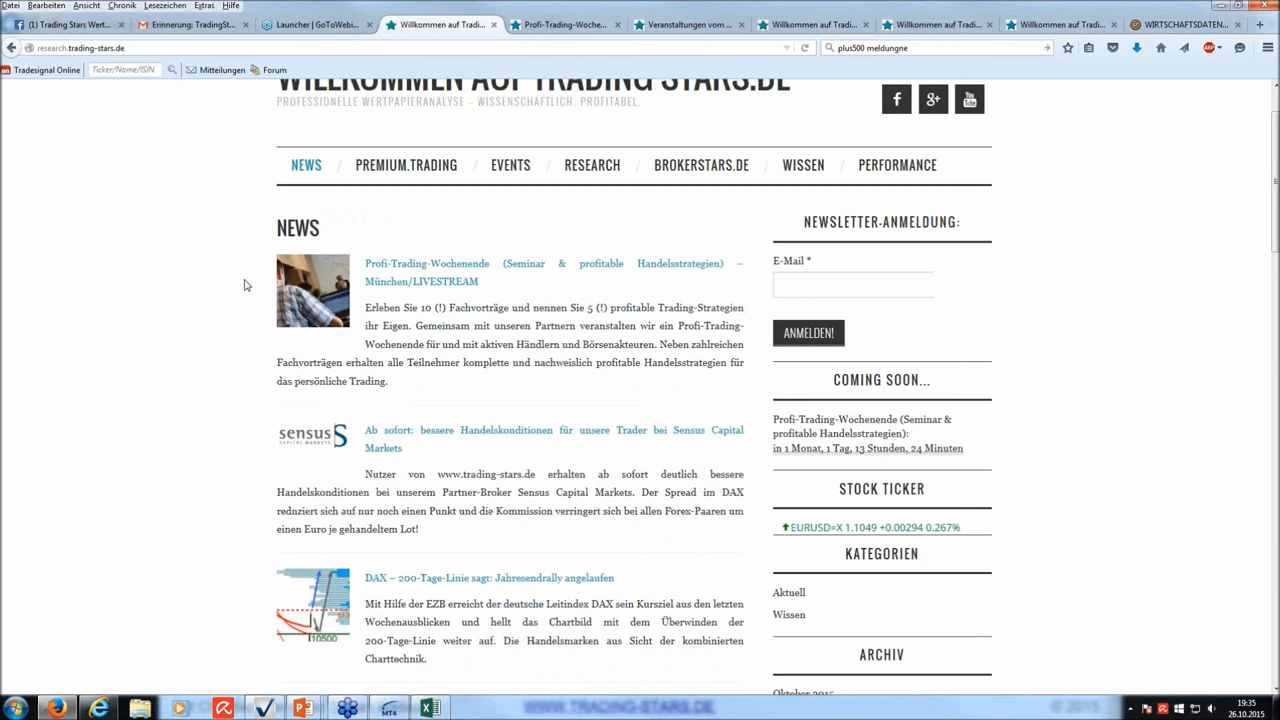 Datei Bearbeiten Ansicht Chronik Lesezeichen Extras Hilfe
(1) Trading Stars Wert... Erinnerung: TradingSt... Launcher | GoToWebi... Willkommen auf Tradi... Profi-Trading-Woche... Veranstaltungen vom ... Willkommen auf Tradi... Willkommen auf Tradi... Willkommen auf Tradi... WIRTSCHAFTSDATEN...
research.trading-stars.de plus500 meldungne
Tradesignal Online Ticker/Name/ISIN Mitteilungen Forum
WILLKOMMEN AUF TRADING STARS.DE
PROFESSIONELLE WERTPAPIERANALYSE – WISSENSCHAFTLICH. PROFITABEL.
NEWS / PREMIUM.TRADING / EVENTS / RESEARCH / BROKERSTARS.DE / WISSEN / PERFORMANCE
NEWS
Profi-Trading-Wochenende (Seminar & profitable Handelsstrategien) –
München/LIVESTREAM
Erleben Sie 10 (!) Fachvorträge und nennen Sie 5 (!) profitable Trading-Strategien
ihr Eigen. Gemeinsam mit unseren Partnern veranstalten wir ein Profi-Trading-
Wochenende für und mit aktiven Händlern und Börsenakteuren. Neben zahlreichen
Fachvorträgen erhalten alle Teilnehmer komplette und nachweislich profitable Handelsstrategien für
das persönliche Trading.
sensus S
CAPITAL MARKETS
Ab sofort: bessere Handelskonditionen für unsere Trader bei Sensus Capital
Markets
Nutzer von www.trading-stars.de erhalten ab sofort deutlich bessere
Handelskonditionen bei unserem Partner-Broker Sensus Capital Markets. Der Spread im DAX
reduziert sich auf nur noch einen Punkt und die Kommission verringert sich bei allen Forex-Paaren um
einen Euro je gehandeltem Lot!
10500
DAX – 200-Tage-Linie sagt: Jahresendrally angelaufen
Mit Hilfe der EZB erreicht der deutsche Leitindex DAX sein Kursziel aus den letzten
Wochenausblicken und hellt das Chartbild mit dem Überwinden der
200-Tage-Linie weiter auf. Die Handelsmarken aus Sicht der kombinierten
Charttechnik.
NEWSLETTER-ANMELDUNG:
E-Mail *
ANMELDEN!
COMING SOON...
Profi-Trading-Wochenende (Seminar &
profitable Handelsstrategien):
in 1 Monat, 1 Tag, 13 Stunden, 24 Minuten
STOCK TICKER
EURUSD=X 1.1049 +0.00294 0.267%
KATEGORIEN
Aktuell
Wissen
ARCHIV
Oktober 2015
WWW.TRADING-STARS.DE
MT4
19:35
26.10.2015